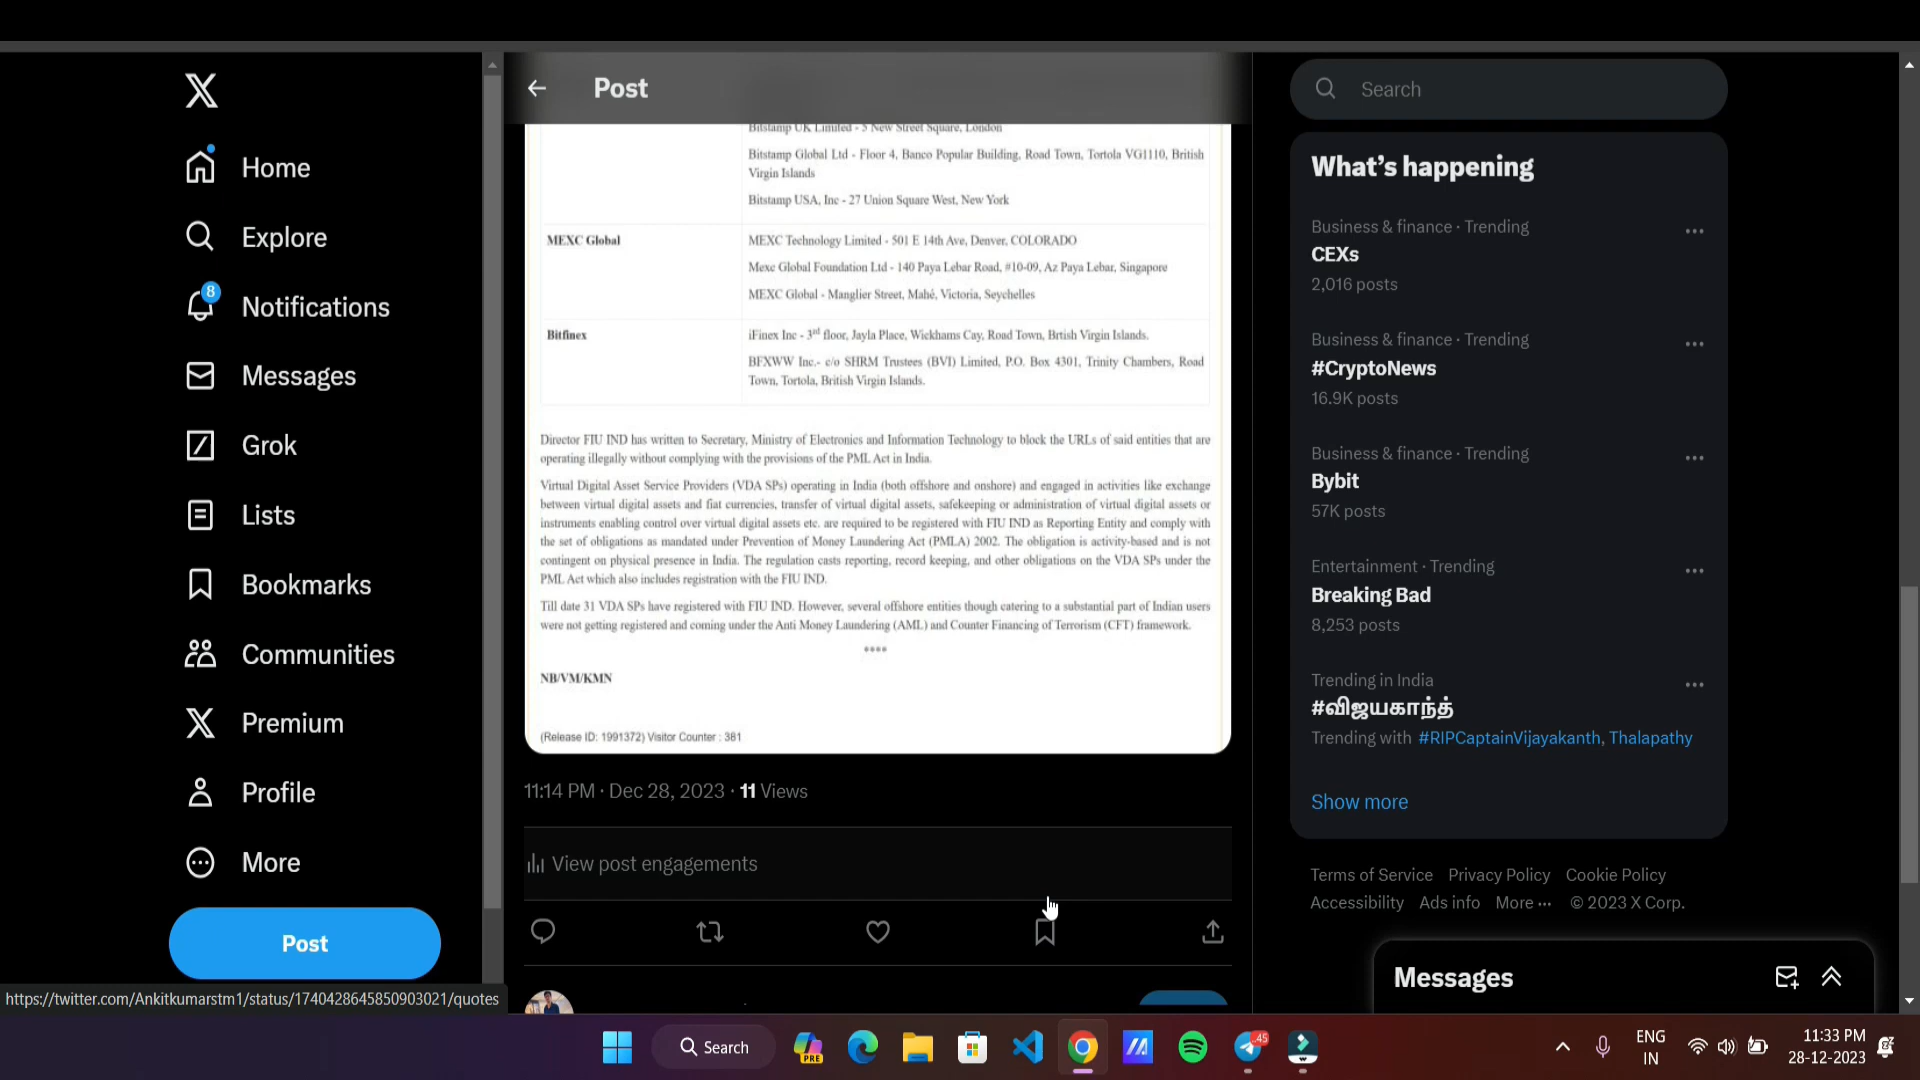 Home
Explore
8
Notifications
Messages
Grok
Lists
Bookmarks
Communities
Premium
Profile
More
Post
https://twitter.com/Ankitkumarstm1/status/1740428645850903021/quotes
Post
Bitstamp UK Limited - 5 New Street Square, London
Bitstamp Global Ltd - Floor 4, Banco Popular Building, Road Town, Tortola VG1110, British
Virgin Islands
Bitstamp USA, Inc - 27 Union Square West, New York
MEXC Global
MEXC Technology Limited - 501 E 14th Ave, Denver, COLORADO
Mexc Global Foundation Ltd - 140 Paya Lebar Road, #10-09, Az Paya Lebar, Singapore
MEXC Global - Manglier Street, Mahé, Victoria, Seychelles
Bitfinex
iFinex Inc - 3rd floor, Jayla Place, Wickhams Cay, Road Town, Brtish Virgin Islands.
BFXWW Inc.- c/o SHRM Trustees (BVI) Limited, P.O. Box 4301, Trinity Chambers, Road
Town, Tortola, British Virgin Islands.
Director FIU IND has written to Secretary, Ministry of Electronics and Information Technology to block the URLs of said entities that are
operating illegally without complying with the provisions of the PML Act in India.
Virtual Digital Asset Service Providers (VDA SPs) operating in India (both offshore and onshore) and engaged in activities like exchange
between virtual digital assets and fiat currencies, transfer of virtual digital assets, safekeeping or administration of virtual digital assets or
instruments enabling control over virtual digital assets etc. are required to be registered with FIU IND as Reporting Entity and comply with
the set of obligations as mandated under Prevention of Money Laundering Act (PMLA) 2002. The obligation is activity-based and is not
contingent on physical presence in India. The regulation casts reporting, record keeping, and other obligations on the VDA SPs under the
PML Act which also includes registration with the FIU IND.
Till date 31 VDA SPs have registered with FIU IND. However, several offshore entities though catering to a substantial part of Indian users
were not getting registered and coming under the Anti Money Laundering (AML) and Counter Financing of Terrorism (CFT) framework.
****
NB/VM/KMN
(Release ID: 1991372) Visitor Counter : 381
11:14 PM · Dec 28, 2023 · 11 Views
View post engagements
Search
What's happening
Business & finance · Trending
CEXs
2,016 posts
Business & finance · Trending
#CryptoNews
16.9K posts
Business & finance · Trending
Bybit
57K posts
Entertainment · Trending
Breaking Bad
8,253 posts
Trending in India
#விஜயகாந்த்
Trending with #RIPCaptainVijayakanth, Thalapathy
Show more
Terms of Service Privacy Policy Cookie Policy
Accessibility Ads info More ··· © 2023 X Corp.
Messages
Search
PRE
45
ENG
IN
11:33 PM
28-12-2023